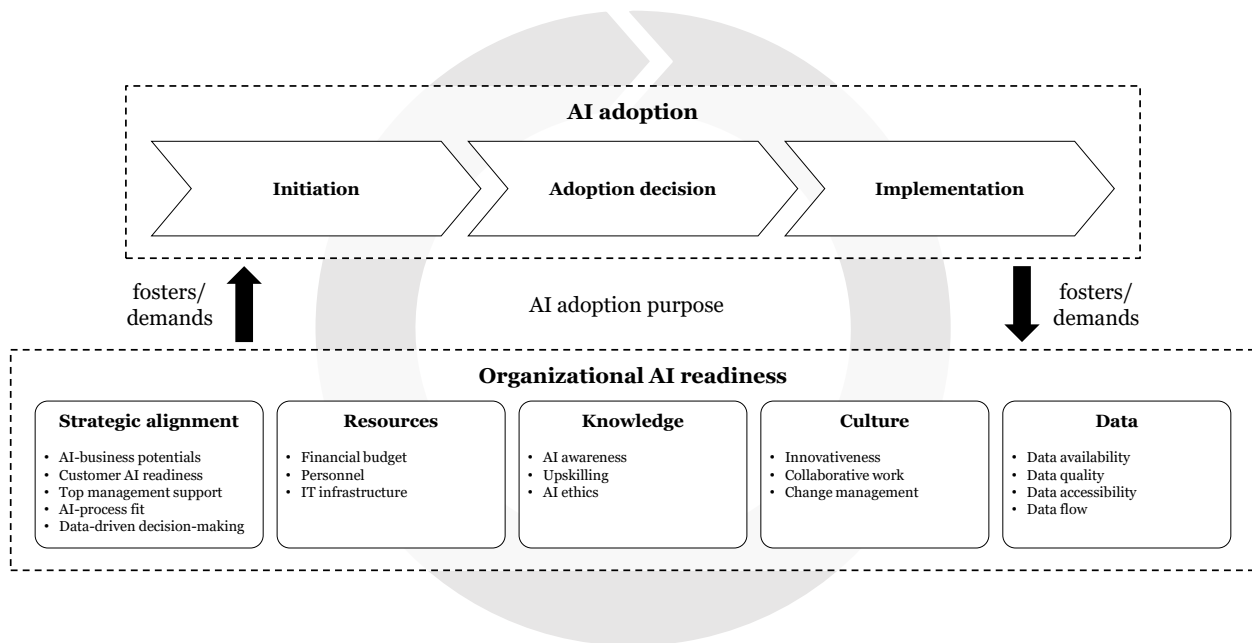 AI adoption
Initiation
Adoption decision
Implementation
fosters/
demands
AI adoption purpose
fosters/
demands
Organizational AI readiness
Strategic alignment
• AI-business potentials
• Customer AI readiness
• Top management support
• AI-process fit
• Data-driven decision-making
Resources
• Financial budget
• Personnel
• IT infrastructure
Knowledge
• AI awareness
• Upskilling
• AI ethics
Culture
• Innovativeness
• Collaborative work
• Change management
Data
• Data availability
• Data quality
• Data accessibility
• Data flow